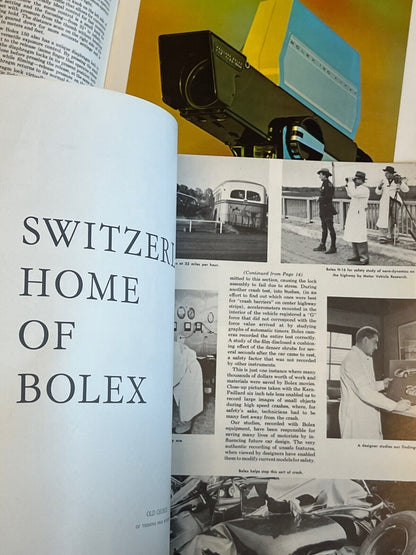 SWITZERL
HOME
OF
BOLEX
OLD GEORG
at 32 miles per hour.
Bolex H-16 for safety study of aero-dynamics on
the highway by Motor Vehicle Research.
(Continued from Page 14)
mitted to this section, causing the lock
assembly to fail due to stress. During
another crash test, into bushes, (in an
effort to find out which ones were best
for "crash barriers" on center highway
strips), accelerometers mounted in the
interior of the vehicle registered a "G"
force that did not correspond with the
force value arrived at by studying
graphs of automatic timers. Bolex cam-
eras recorded the entire test correctly.
A study of the film disclosed a cushion-
ing effect of the denser shrubs for sev-
eral seconds after the car came to rest,
a safety factor that was not recorded
by other instruments.
This is just one instance where many
thousands of dollars worth of work and
materials were saved by Bolex movies.
Close-up pictures taken with the Kern-
Paillard six inch tele lens enabled us to
record large images of small objects
during high speed crashes, where, for
safety's sake, technicians had to be
many feet away from the crash.
Our studies, recorded with Bolex
equipment, have been responsible for
saving many lives of motorists by in-
fluencing future car design. The very
authentic recording of unsafe features,
when viewed by designers have enabled
them to modify current models for safety.
A designer studies our findings
Bolex helps stop this sort of crash.